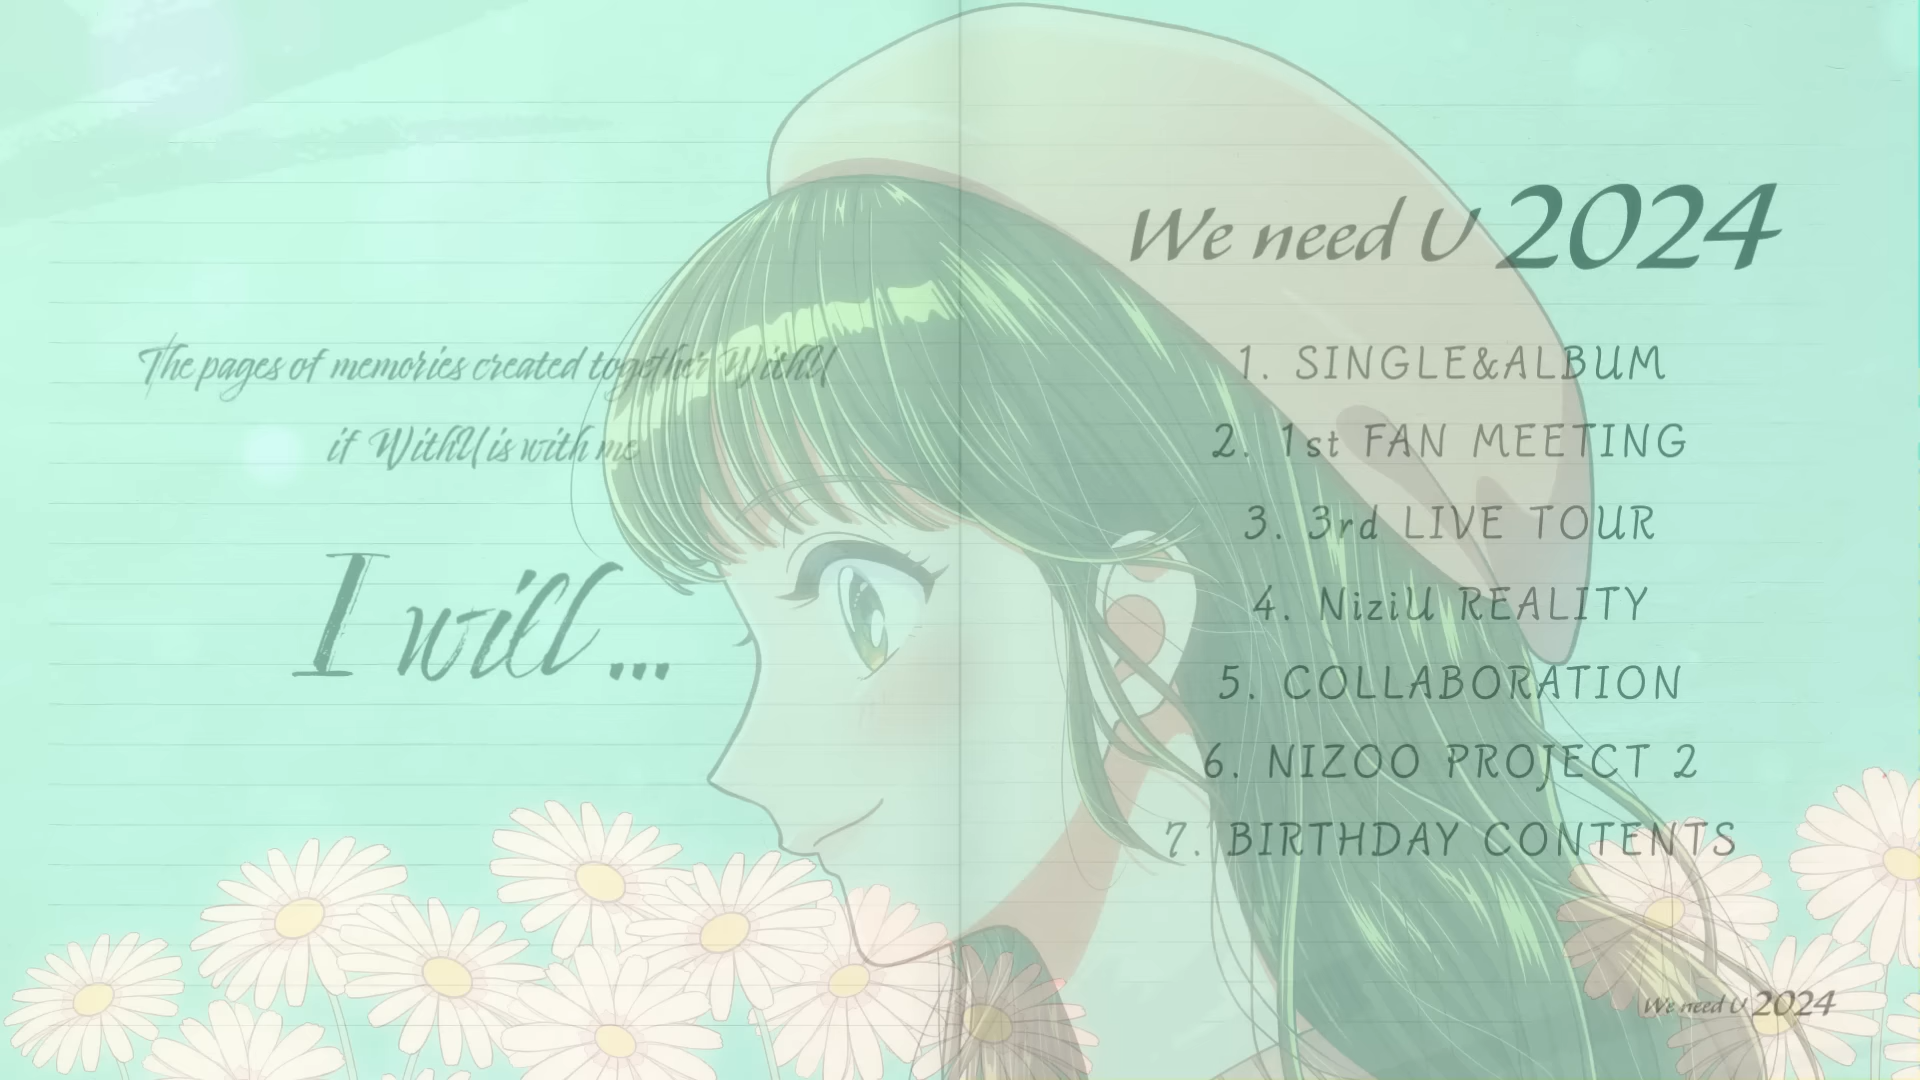 The pages of memories created together WithU
if WithU is with me
I will...
We need U 2024
1. SINGLE&ALBUM
2. 1st FAN MEETING
3. 3rd LIVE TOUR
4. NiziU REALITY
5. COLLABORATION
6. NIZOO PROJECT 2
7. BIRTHDAY CONTENTS
We need U 2024